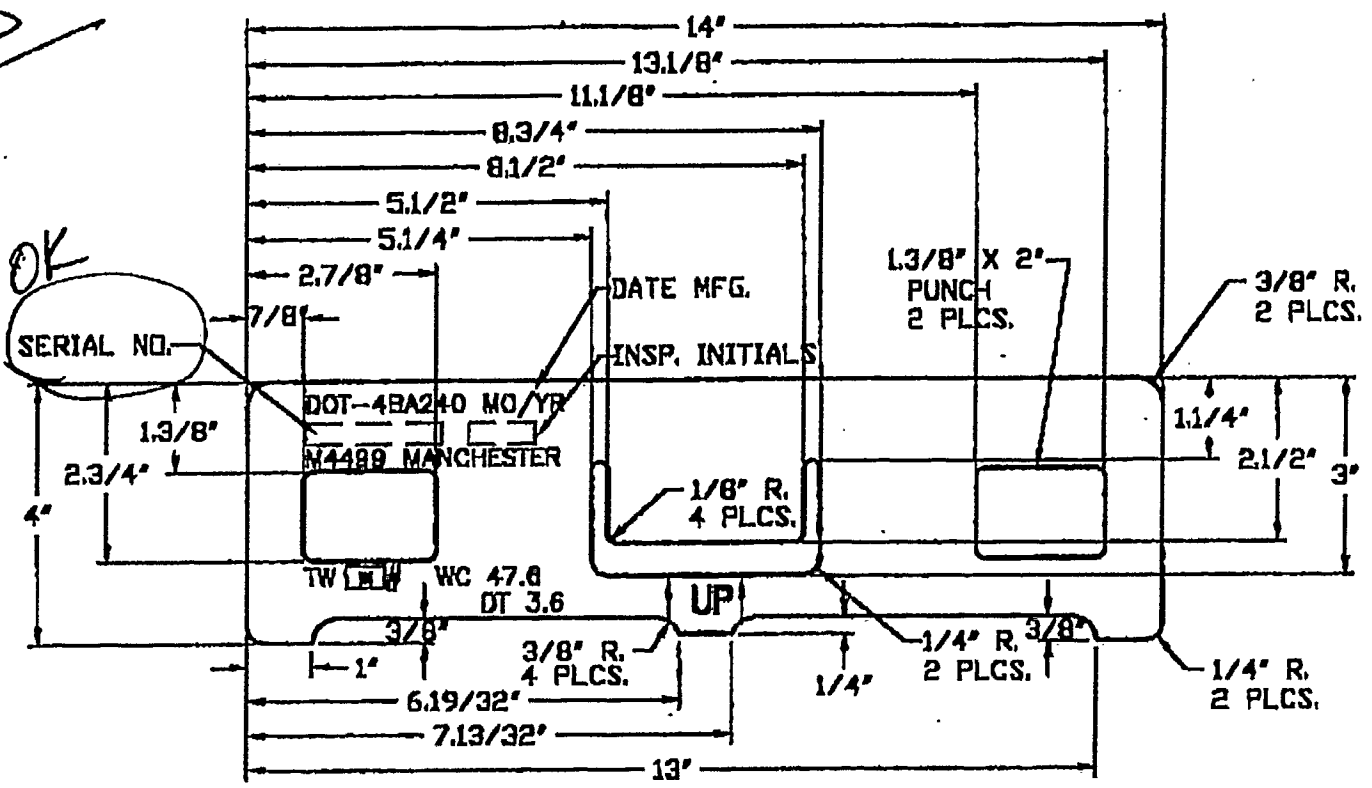 14"
13.1/8"
11.1/8"
8.3/4"
8.1/2"
5.1/2"
5.1/4"
2.7/8"
7/8"
OK
SERIAL NO.
DATE MFG.
INSP. INITIALS
1.3/8" X 2"
PUNCH
2 PLCS.
3/8" R.
2 PLCS.
DOT-4BA240 MO/YR
M4499 MANCHESTER
1.3/8"
2.3/4"
4"
1.1/4"
2.1/2"
3"
1/8" R.
4 PLCS.
TW
WC 47.6
DT 3.6
UP
3/8"
3/8"
3/8" R.
4 PLCS.
1/4" R.
2 PLCS.
1/4" R.
2 PLCS.
1"
1/4"
6.19/32"
7.13/32"
13"